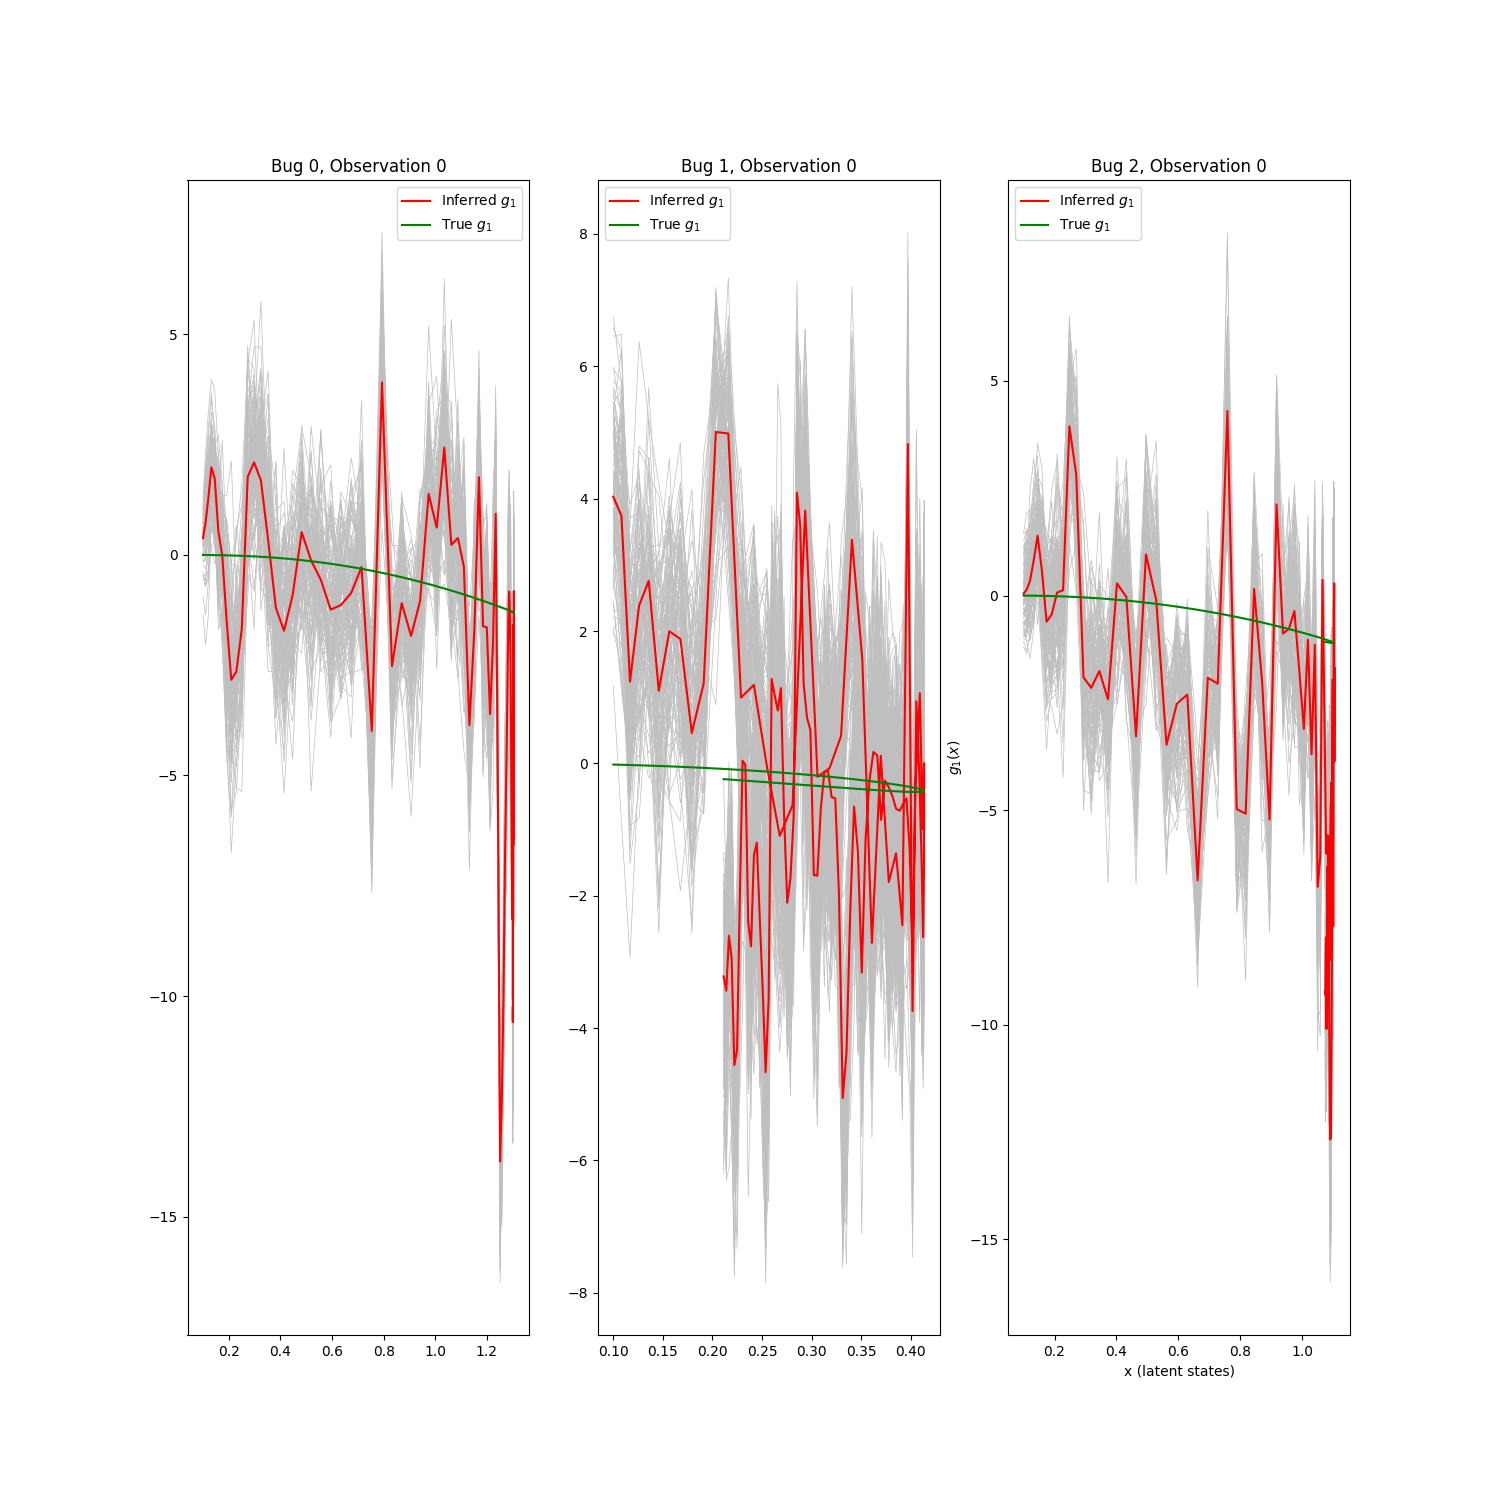 Bug 0, Observation 0
Inferred g₁
True g₁
5
0
−5
−10
−15
0.2 0.4 0.6 0.8 1.0 1.2
Bug 1, Observation 0
Inferred g₁
True g₁
8
6
4
2
0
−2
−4
−6
−8
0.10 0.15 0.20 0.25 0.30 0.35 0.40
Bug 2, Observation 0
Inferred g₁
True g₁
g₁(x)
5
0
−5
−10
−15
0.2 0.4 0.6 0.8 1.0
x (latent states)